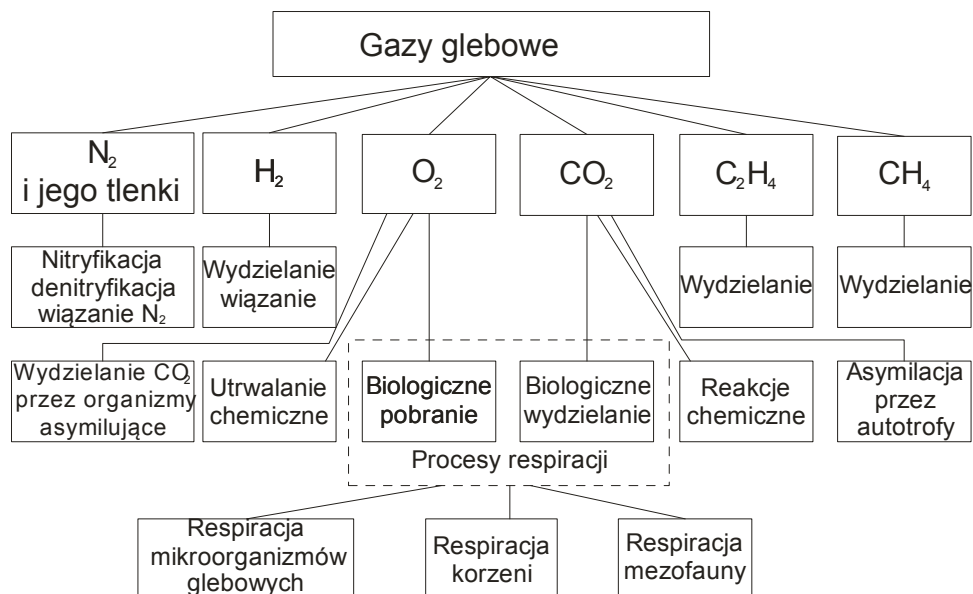 Gazy glebowe
N₂
i jego tlenki
H₂
O₂
CO₂
C₂H₄
CH₄
Nitryfikacja
denitryfikacja
wiązanie N₂
Wydzielanie
wiązanie
Wydzielanie
Wydzielanie
Wydzielanie CO₂
przez organizmy
asymilujące
Utrwalanie
chemiczne
Biologiczne
pobranie
Biologiczne
wydzielanie
Reakcje
chemiczne
Asymilacja
przez
autotrofy
Procesy respiracji
Respiracja
mikroorganizmów
glebowych
Respiracja
korzeni
Respiracja
mezofauny